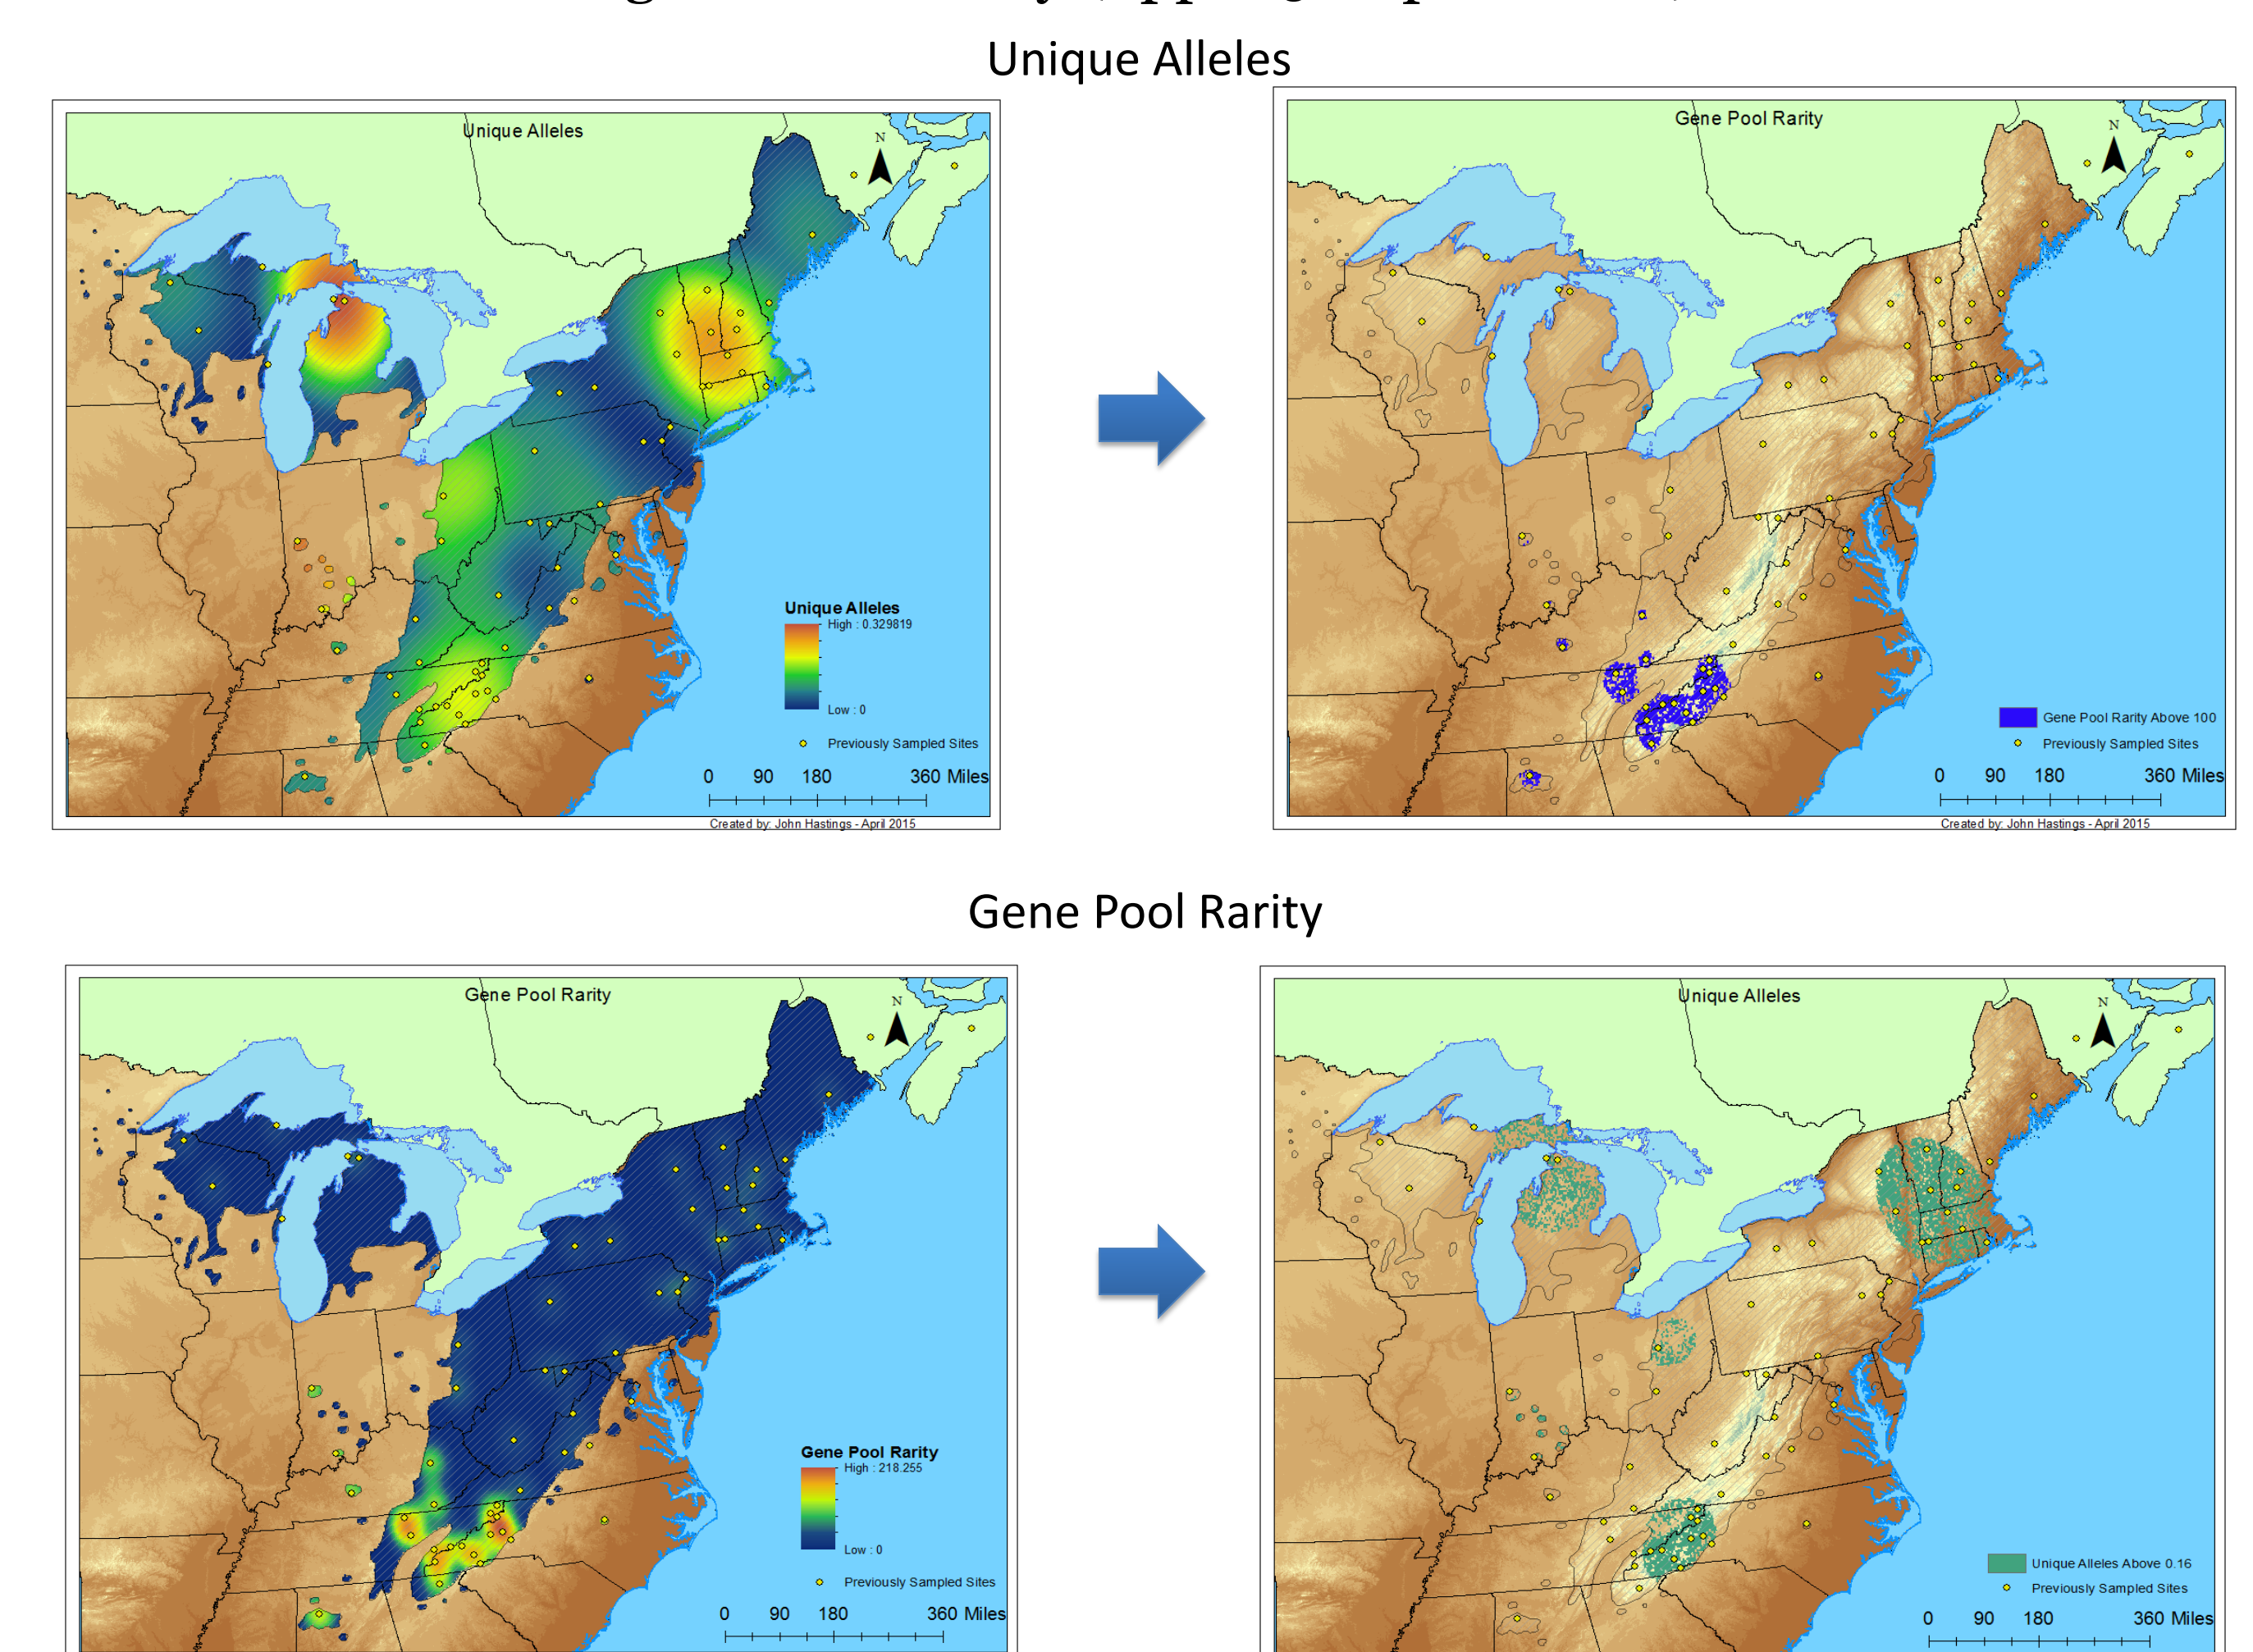 Unique Alleles
Unique Alleles
N
Unique Alleles
High : 0.329819
Low : 0
Previously Sampled Sites
0 90 180 360 Miles
Created by: John Hastings - April 2015
Gene Pool Rarity
N
Gene Pool Rarity Above 100
Previously Sampled Sites
0 90 180 360 Miles
Created by: John Hastings - April 2015
Gene Pool Rarity
Gene Pool Rarity
N
Gene Pool Rarity
High : 218.255
Low : 0
Previously Sampled Sites
0 90 180 360 Miles
Unique Alleles
N
Unique Alleles Above 0.16
Previously Sampled Sites
0 90 180 360 Miles